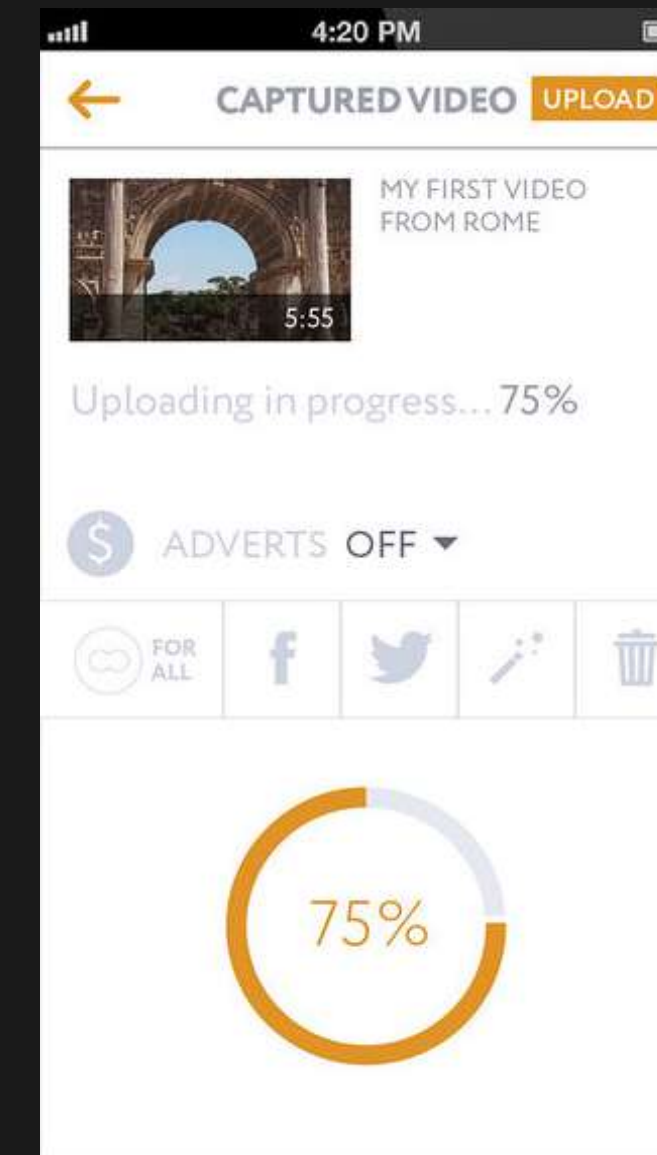 4:20 PM
CAPTURED VIDEO UPLOAD
MY FIRST VIDEO
FROM ROME
5:55
Uploading in progress... 75%
$ ADVERTS OFF
FOR
ALL
75%